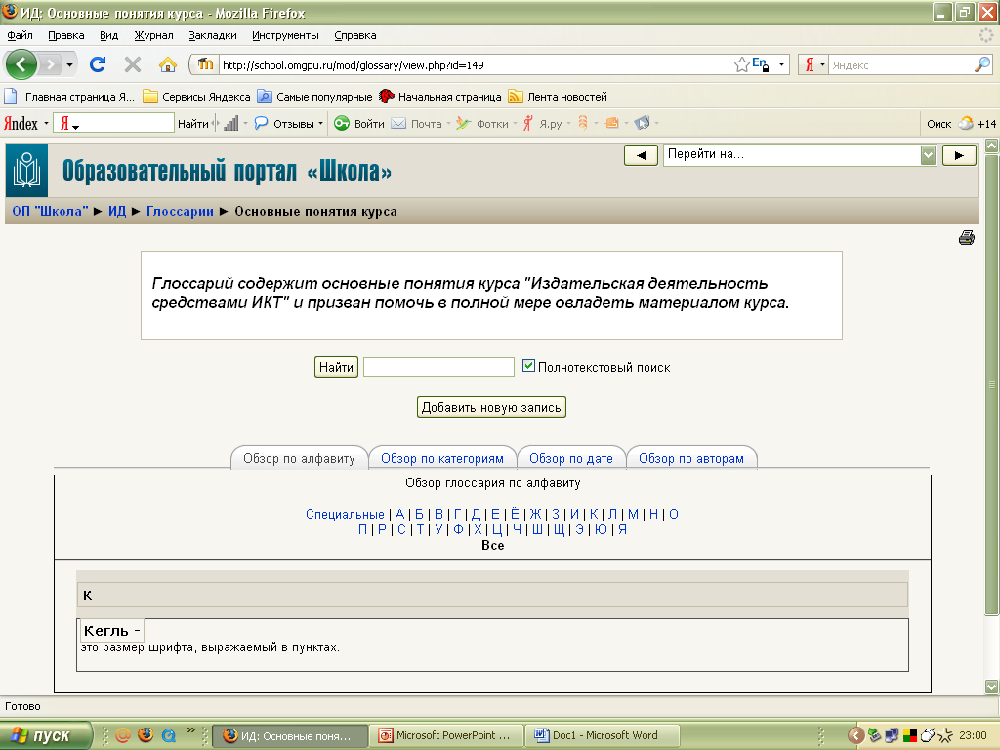 ИД: Основные понятия курса - Mozilla Firefox
Файл Правка Вид Журнал Закладки Инструменты Справка
http://school.omgpu.ru/mod/glossary/view.php?id=149 En Я Яндекс
Главная страница Я... Сервисы Яндекса Самые популярные Начальная страница Лента новостей
Яndex Я Найти Отзывы Войти Почта Фотки Я.ру Омск +14
Образовательный портал «Школа» Перейти на...
ОП "Школа" ► ИД ► Глоссарии ► Основные понятия курса
Глоссарий содержит основные понятия курса "Издательская деятельность
средствами ИКТ" и призван помочь в полной мере овладеть материалом курса.
Найти Полнотекстовый поиск
Добавить новую запись
Обзор по алфавиту Обзор по категориям Обзор по дате Обзор по авторам
Обзор глоссария по алфавиту
Специальные | А | Б | В | Г | Д | Е | Ё | Ж | З | И | К | Л | М | Н | О
П | Р | С | Т | У | Ф | Х | Ц | Ч | Ш | Щ | Э | Ю | Я
Все
К
Кегль - :
это размер шрифта, выражаемый в пунктах.
Готово
пуск » ИД: Основные поня... Microsoft PowerPoint ... Doc1 - Microsoft Word 23:00